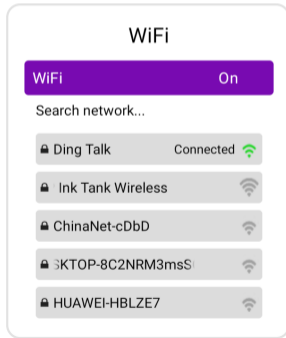 WiFi
WiFi On
Search network...
Ding Talk Connected
Ink Tank Wireless
ChinaNet-cDbD
SKTOP-8C2NRM3msS
HUAWEI-HBLZE7